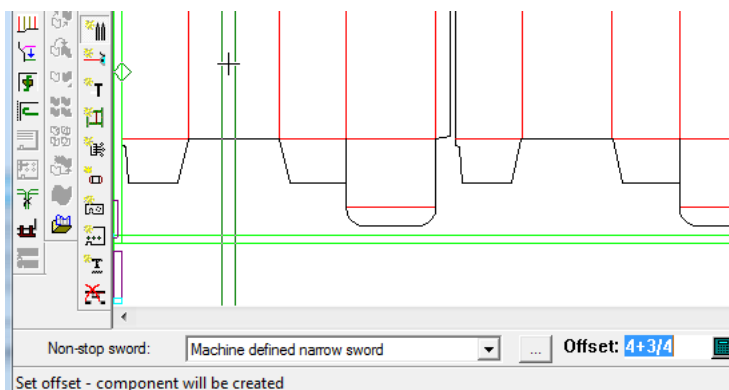 T
T
Non-stop sword: Machine defined narrow sword ... Offset: 4+3/4
Set offset - component will be created